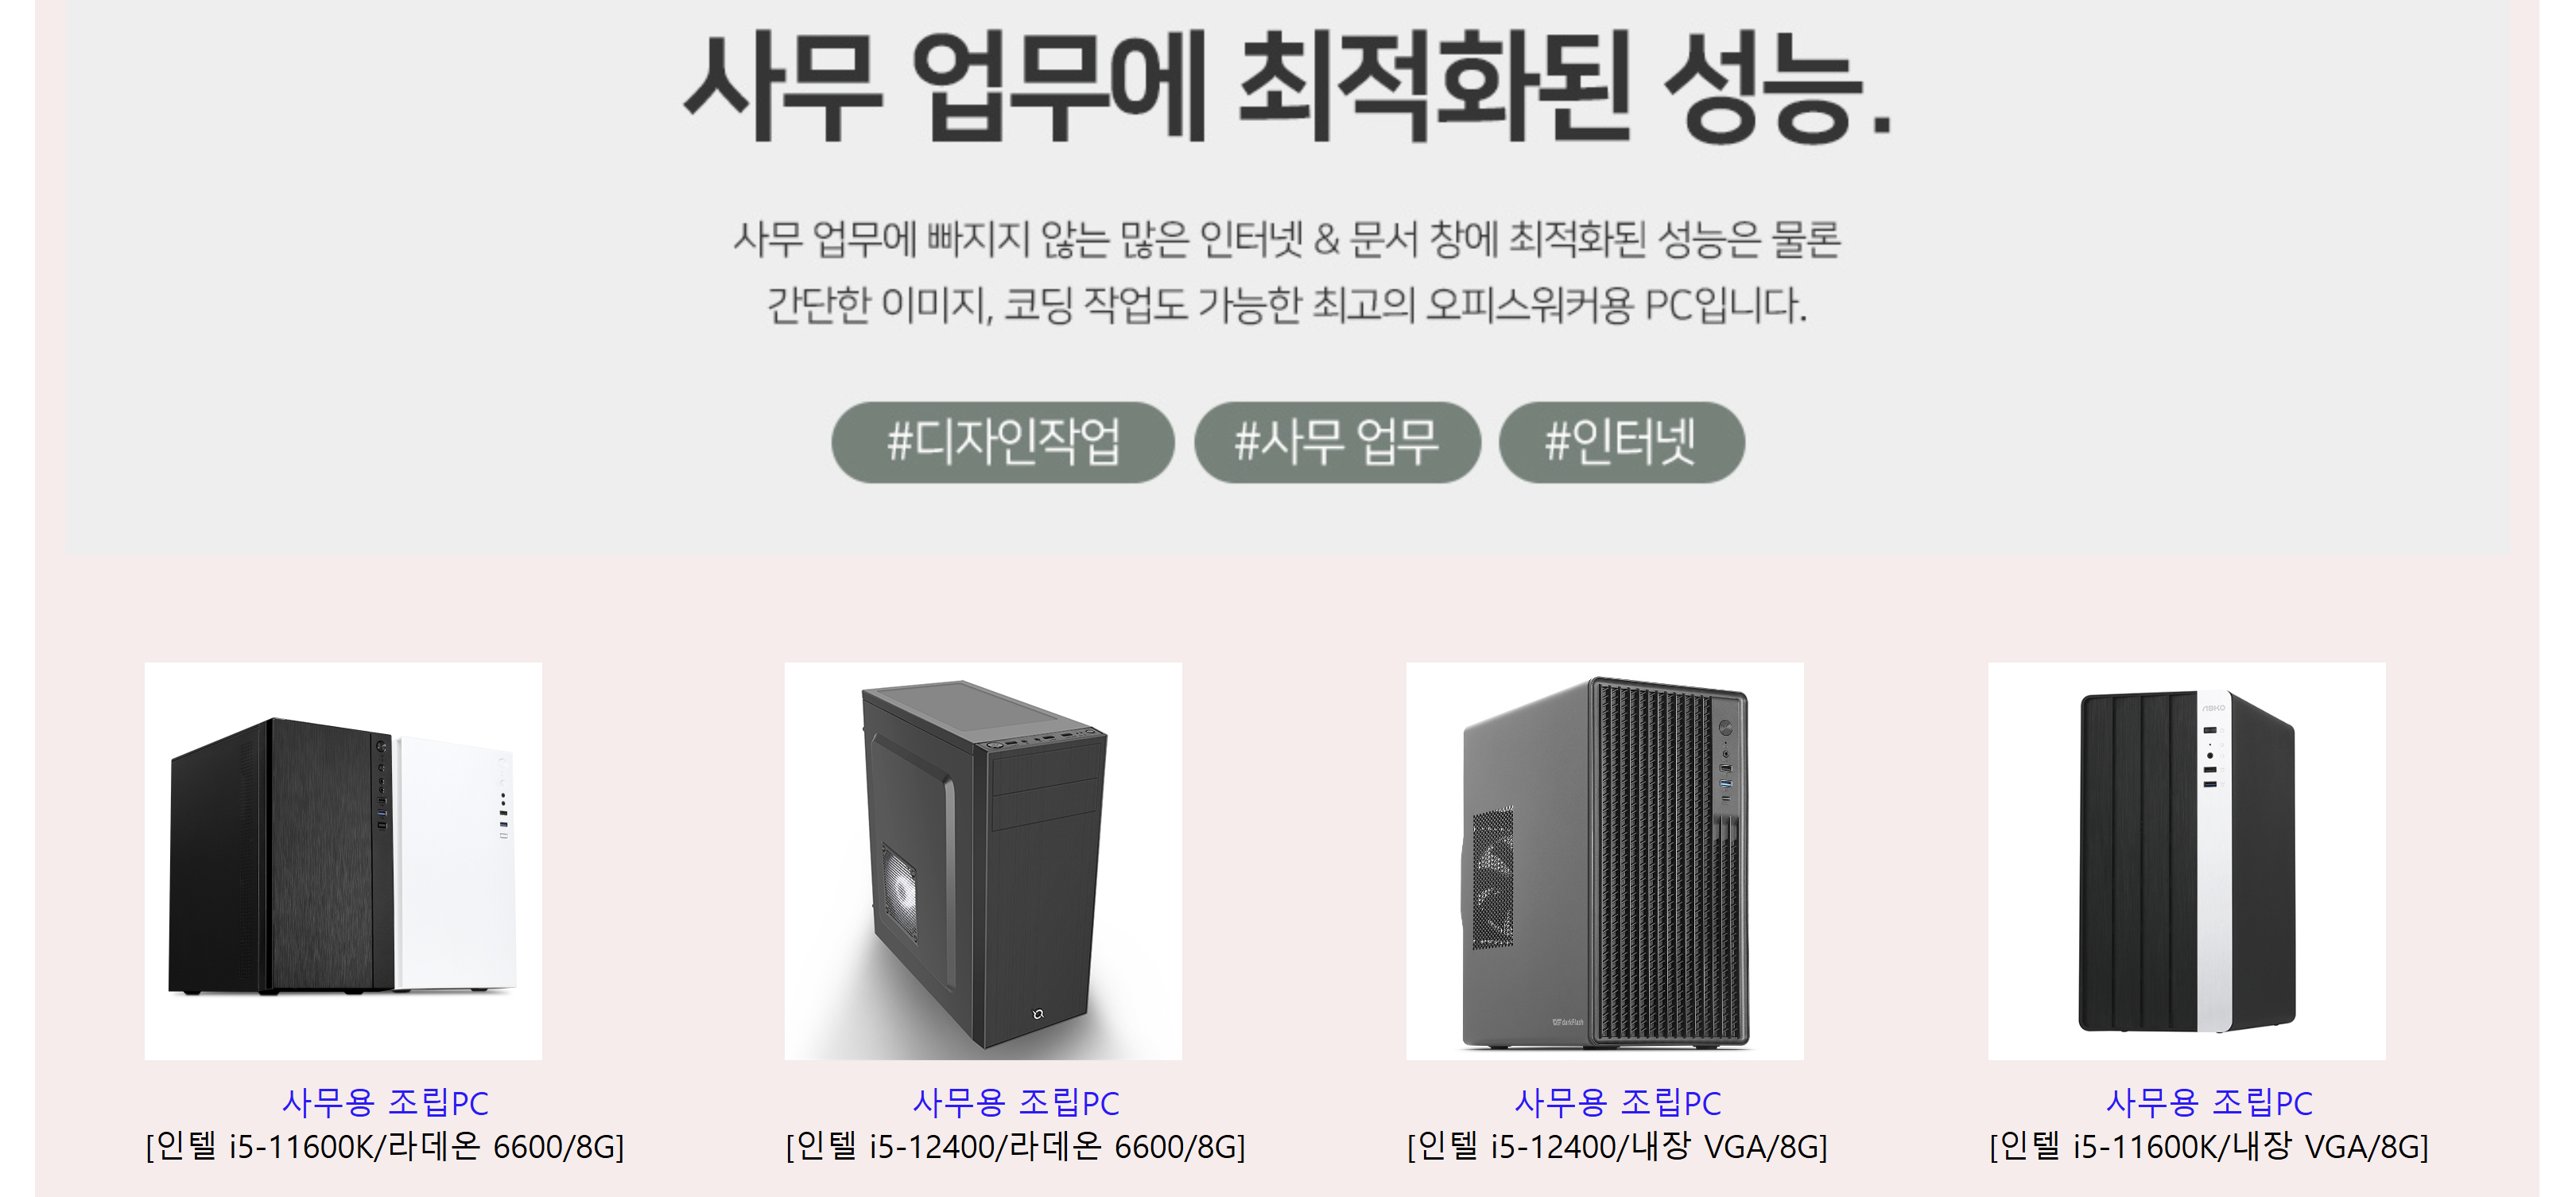 사무 업무에 최적화된 성능.
사무 업무에 빠지지 않는 많은 인터넷 & 문서 창에 최적화된 성능은 물론
간단한 이미지, 코딩 작업도 가능한 최고의 오피스워커용 PC입니다.
#디자인작업 #사무 업무 #인터넷
ABKO
darkFlash
사무용 조립PC
[인텔 i5-11600K/라데온 6600/8G]
사무용 조립PC
[인텔 i5-12400/라데온 6600/8G]
사무용 조립PC
[인텔 i5-12400/내장 VGA/8G]
사무용 조립PC
[인텔 i5-11600K/내장 VGA/8G]